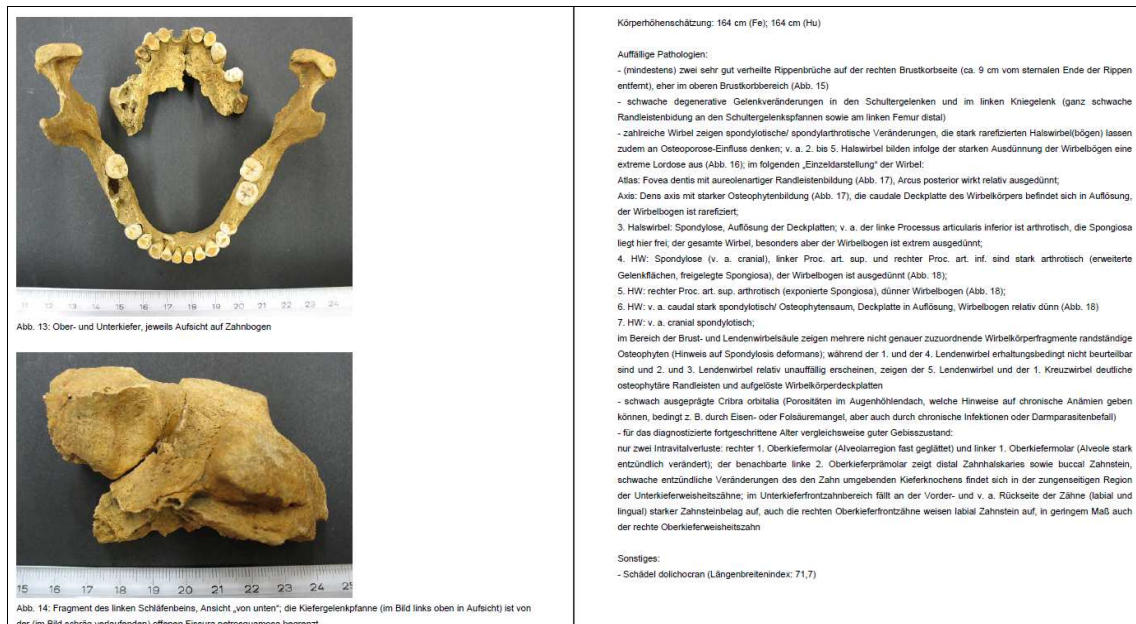 11 12 13 14 15 16 17 18 19 20 21 22 23 24
Abb. 13: Ober- und Unterkiefer, jeweils Aufsicht auf Zahnbogen
15 16 17 18 19 20 21 22 23 24 25
Abb. 14: Fragment des linken Schläfenbeins, Ansicht „von unten“; die Kiefergelenkpfanne (im Bild links oben in Aufsicht) ist von
der (im Bild schräg verlaufenden) offenen Fissura petrosquamosa begrenzt
Körperhöhenschätzung: 164 cm (Fe); 164 cm (Hu)
Auffällige Pathologien:
- (mindestens) zwei sehr gut verheilte Rippenbrüche auf der rechten Brustkorbseite (ca. 9 cm vom sternalen Ende der Rippen
entfernt), eher im oberen Brustkorbbereich (Abb. 15)
- schwache degenerative Gelenkveränderungen in den Schultergelenken und im linken Kniegelenk (ganz schwache
Randleistenbidung an den Schultergelenkspfannen sowie am linken Femur distal)
- zahlreiche Wirbel zeigen spondylotische/ spondylarthrotische Veränderungen, die stark rarefizierten Halswirbel(bögen) lassen
zudem an Osteoporose-Einfluss denken; v. a. 2. bis 5. Halswirbel bilden infolge der starken Ausdünnung der Wirbelbögen eine
extreme Lordose aus (Abb. 16); im folgenden „Einzeldarstellung“ der Wirbel:
Atlas: Fovea dentis mit aureolenartiger Randleistenbildung (Abb. 17), Arcus posterior wirkt relativ ausgedünnt;
Axis: Dens axis mit starker Osteophytenbildung (Abb. 17), die caudale Deckplatte des Wirbelkörpers befindet sich in Auflösung,
der Wirbelbogen ist rarefiziert;
3. Halswirbel: Spondylose, Auflösung der Deckplatten; v. a. der linke Processus articularis inferior ist arthrotisch, die Spongiosa
liegt hier frei; der gesamte Wirbel, besonders aber der Wirbelbogen ist extrem ausgedünnt;
4. HW: Spondylose (v. a. cranial), linker Proc. art. sup. und rechter Proc. art. inf. sind stark arthrotisch (erweiterte
Gelenkflächen, freigelegte Spongiosa), der Wirbelbogen ist ausgedünnt (Abb. 18);
5. HW: rechter Proc. art. sup. arthrotisch (exponierte Spongiosa), dünner Wirbelbogen (Abb. 18);
6. HW: v. a. caudal stark spondylotisch/ Osteophytensaum, Deckplatte in Auflösung, Wirbelbogen relativ dünn (Abb. 18)
7. HW: v. a. cranial spondylotisch;
im Bereich der Brust- und Lendenwirbelsäule zeigen mehrere nicht genauer zuzuordnende Wirbelkörperfragmente randständige
Osteophyten (Hinweis auf Spondylosis deformans); während der 1. und der 4. Lendenwirbel erhaltungsbedingt nicht beurteilbar
sind und 2. und 3. Lendenwirbel relativ unauffällig erscheinen, zeigen der 5. Lendenwirbel und der 1. Kreuzwirbel deutliche
osteophytäre Randleisten und aufgelöste Wirbelkörperdeckplatten
- schwach ausgeprägte Cribra orbitalia (Porositäten im Augenhöhlendach, welche Hinweise auf chronische Anämien geben
können, bedingt z. B. durch Eisen- oder Folsäuremangel, aber auch durch chronische Infektionen oder Darmparasitenbefall)
- für das diagnostizierte fortgeschrittene Alter vergleichsweise guter Gebisszustand:
nur zwei Intravitalverluste: rechter 1. Oberkiefermolar (Alveolarregion fast geglättet) und linker 1. Oberkiefermolar (Alveole stark
entzündlich verändert); der benachbarte linke 2. Oberkieferprämolar zeigt distal Zahnhalskaries sowie buccal Zahnstein,
schwache entzündliche Veränderungen des den Zahn umgebenden Kieferknochens findet sich in der zungenseitigen Region
der Unterkieferweisheitszähne; im Unterkieferfrontzahnbereich fällt an der Vorder- und v. a. Rückseite der Zähne (labial und
lingual) starker Zahnsteinbelag auf, auch die rechten Oberkieferfrontzähne weisen labial Zahnstein auf, in geringem Maß auch
der rechte Oberkieferweisheitszahn
Sonstiges:
- Schädel dolichocran (Längenbreitenindex: 71,7)